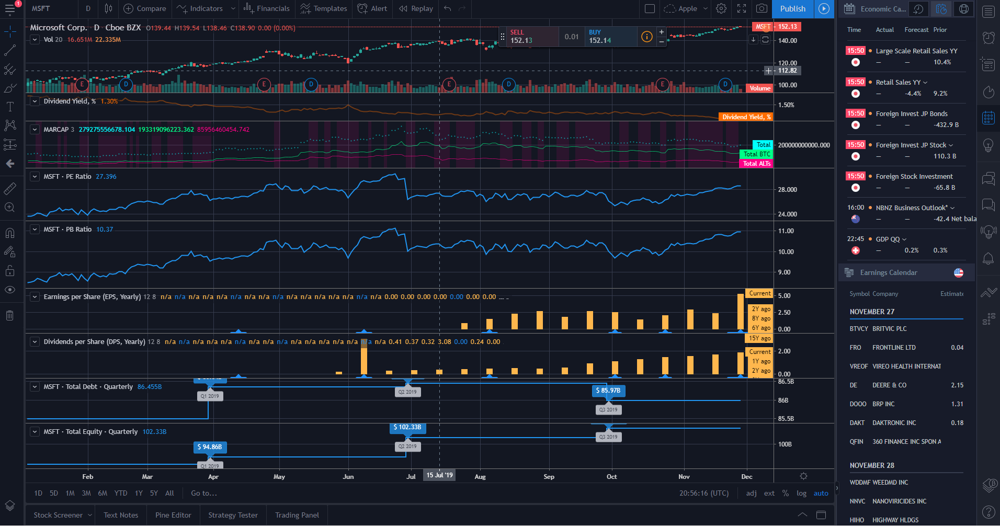 1
MSFT D Compare Indicators Financials Templates Alert Replay Apple Publish
Microsoft Corp. · D · Cboe BZX O139.44 H139.54 L138.46 C138.90 0.00 (0.00%)
Vol 20 16.651M 22.335M
SELL
152.13
0.01
BUY
152.14
MSFT 152.13
140.00
120.00
112.82
100.00
E D E D E D E D
Volume
Dividend Yield, % 1.30%
1.50%
Dividend Yield, %
MARCAP 3 279275556678.104 193319096223.362 85956460454.742
Total 200000000000.000
Total BTC
Total ALTs
MSFT · PE Ratio 27.396
28.000
24.000
MSFT · PB Ratio 10.37
11.00
10.00
9.00
Earnings per Share (EPS, Yearly) 12 8 n/a n/a n/a n/a n/a n/a n/a n/a n/a n/a n/a n/a n/a n/a n/a n/a 0.00 0.00 0.00 0.00 0.00 0.00 0.00
Current 5.00
2Y ago 2.50
8Y ago
6Y ago 0.00
Dividends per Share (DPS, Yearly) 12 8 n/a n/a n/a n/a n/a n/a n/a n/a n/a n/a n/a n/a n/a n/a n/a n/a 0.41 0.37 0.32 3.08 0.00 0.24 0.00
15Y ago
Current 2.00
1Y ago
2Y ago 0.00
MSFT · Total Debt · Quarterly 86.455B
86.5B
86B
85.5B
Q1 2019
Q2 2019
$ 85.97B
Q3 2019
MSFT · Total Equity · Quarterly 102.33B
100B
$ 94.86B
Q1 2019
$ 102.33B
Q2 2019
Q3 2019
Feb Mar Apr May Jun Jul 15 Jul '19 Aug Sep Oct Nov Dec
1D 5D 1M 3M 6M YTD 1Y 5Y All Go to... 20:56:16 (UTC) adj ext % log auto
Stock Screener Text Notes Pine Editor Strategy Tester Trading Panel
Economic Ca...
Time Actual Forecast Prior
15:50 Large Scale Retail Sales YY
— — 10.4%
15:50 Retail Sales YY
— -4.4% 9.2%
15:50 Foreign Invest JP Bonds
— — -432.9 B
15:50 Foreign Invest JP Stock
— — 110.3 B
15:50 Foreign Stock Investment
— — -65.8 B
16:00 NBNZ Business Outlook*
— — -42.4 Net bala
22:45 GDP QQ
— 0.2% 0.3%
Earnings Calendar
Symbol Company Estimate
NOVEMBER 27
BTVCY BRITVIC PLC
FRO FRONTLINE LTD 0.04
VREOF VIREO HEALTH INTERNAT
DE DEERE & CO 2.15
DOOO BRP INC 1.31
DAKT DAKTRONIC INC 0.18
QFIN 360 FINANCE INC SPON A
NOVEMBER 28
WDDMF WEEDMD INC
NNVC NANOVIRICIDES INC
HIHO HIGHWAY HLDGS